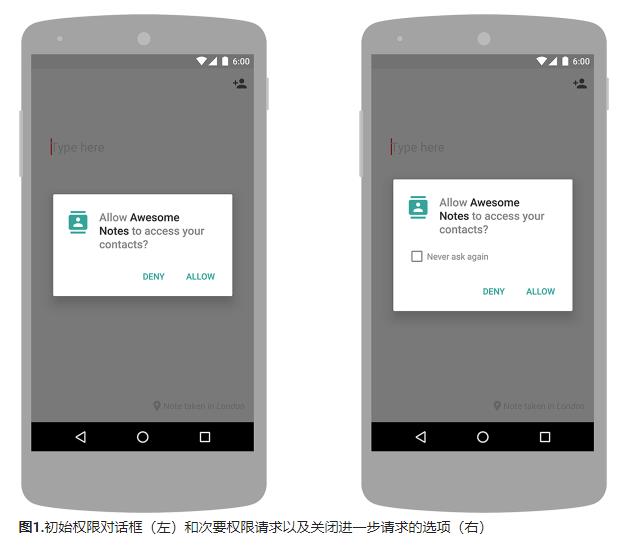 6:00
Type here
Allow Awesome
Notes to access your
contacts?
DENY ALLOW
Note taken in London
6:00
Type here
Allow Awesome
Notes to access your
contacts?
Never ask again
DENY ALLOW
Note taken in London
图1.初始权限对话框（左）和次要权限请求以及关闭进一步请求的选项（右）